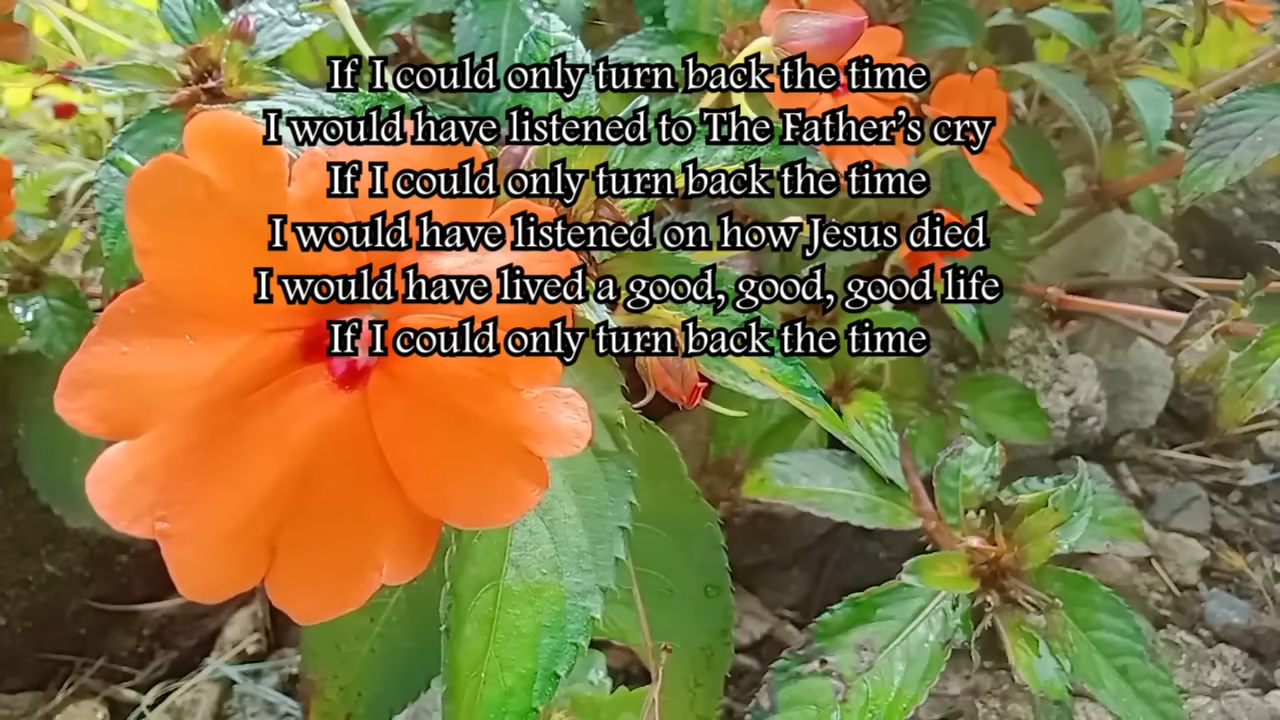 If I could only turn back the time
I would have listened to The Father's cry
If I could only turn back the time
I would have listened on how Jesus died
I would have lived a good, good, good life
If I could only turn back the time